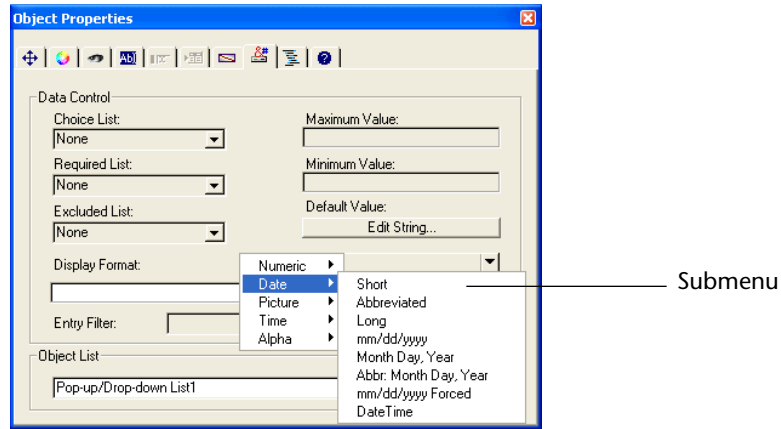 Object Properties
Ab
Data Control
Choice List:
None
Maximum Value:
Required List:
None
Minimum Value:
Excluded List:
None
Default Value:
Edit String...
Display Format:
Numeric
Date
Picture
Time
Alpha
Short
Abbreviated
Long
mm/dd/yyyy
Month Day, Year
Abbr: Month Day, Year
mm/dd/yyyy Forced
DateTime
Submenu
Entry Filter:
Object List
Pop-up/Drop-down List1